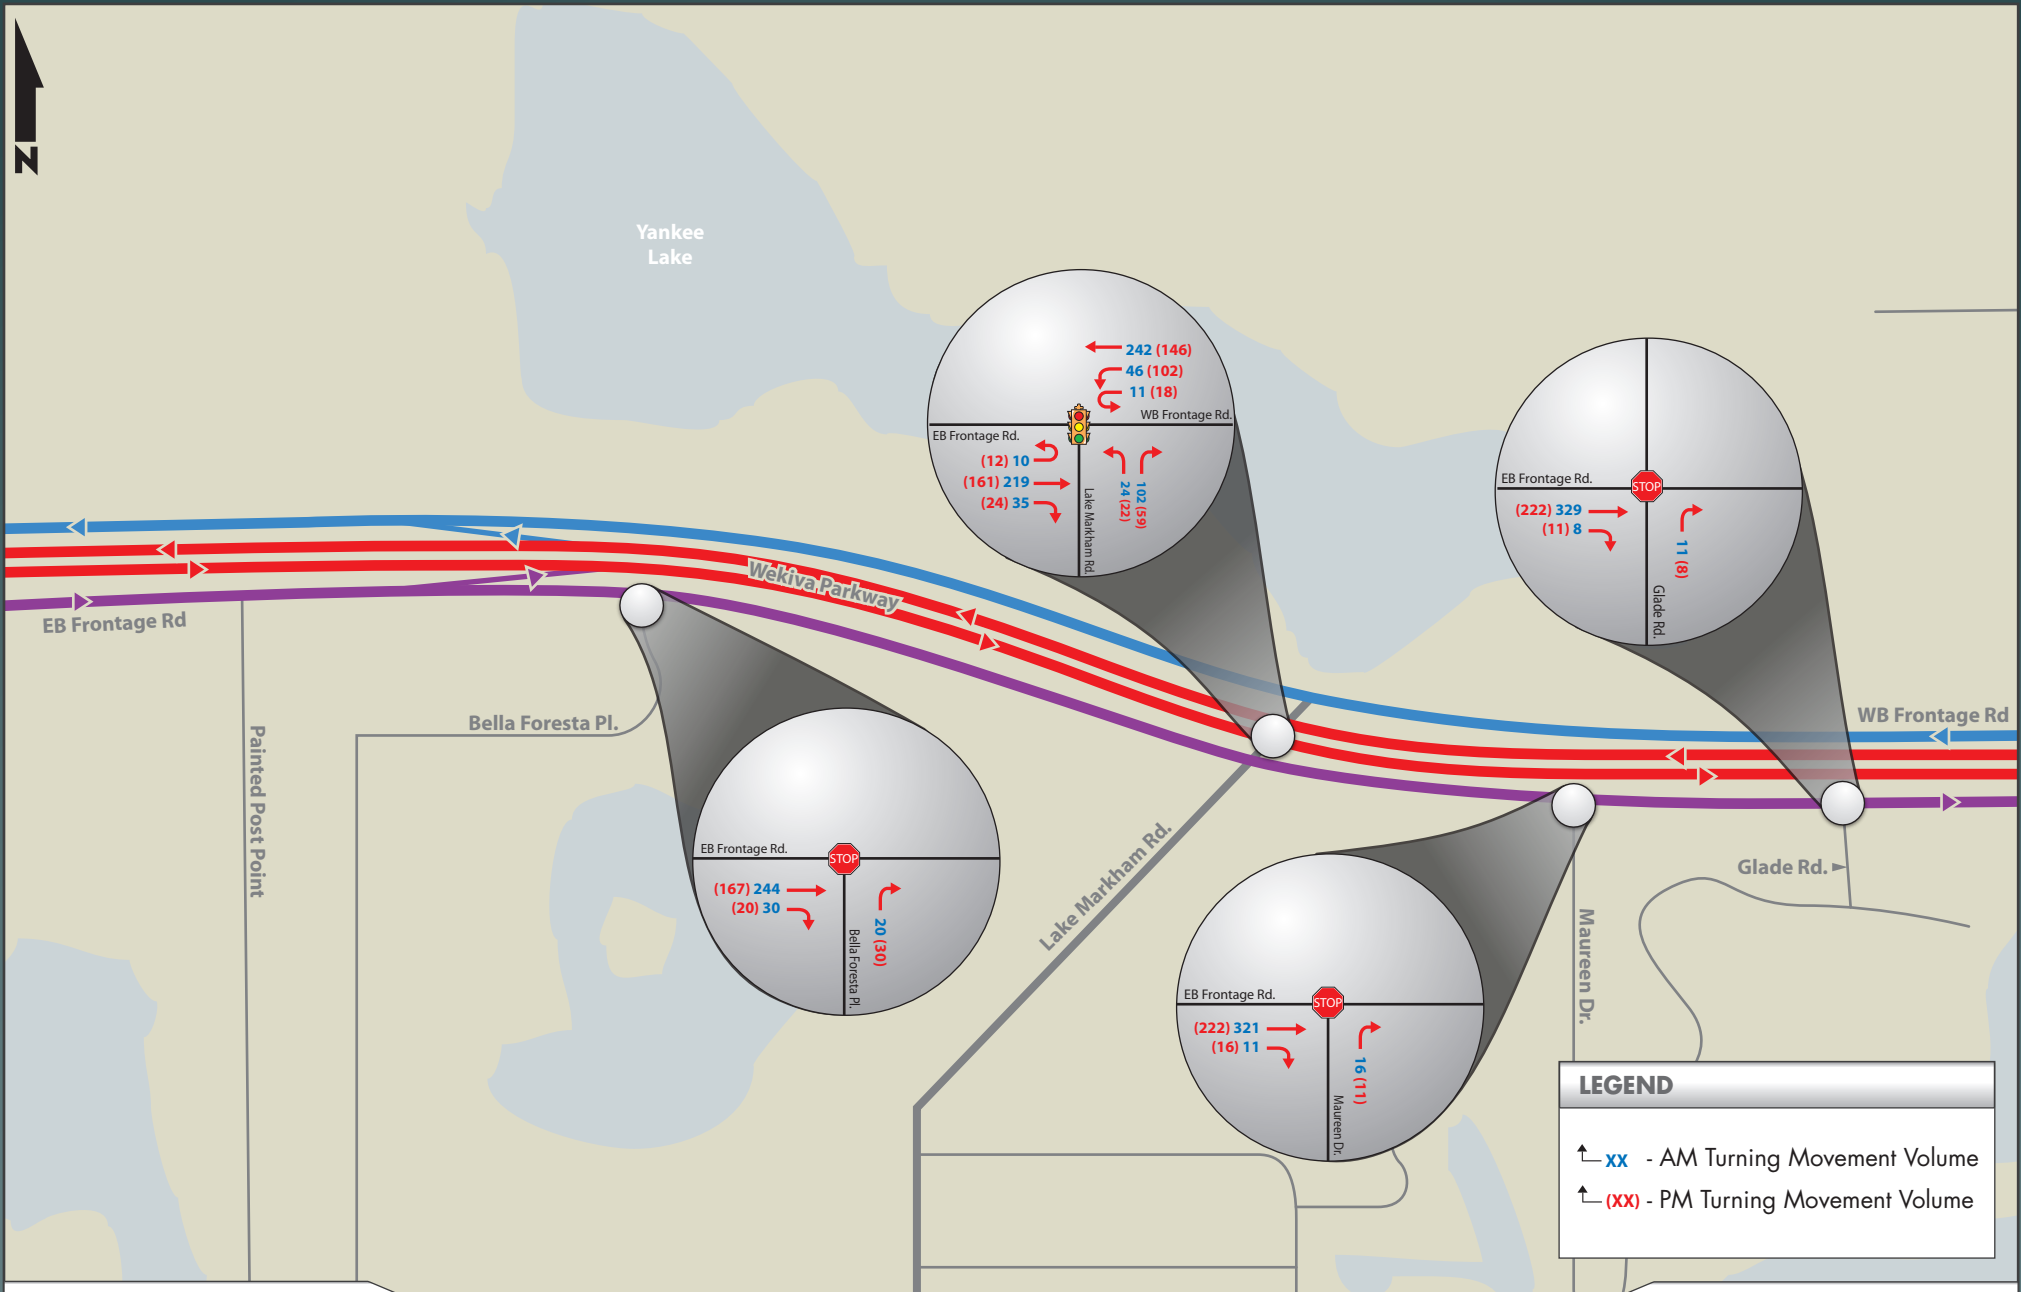 N
Yankee
Lake
242 (146)
46 (102)
11 (18)
WB Frontage Rd.
EB Frontage Rd.
(12) 10
(161) 219
(24) 35
24 (22)
102 (59)
Lake Markham Rd.
EB Frontage Rd.
STOP
(222) 329
(11) 8
11 (8)
Glade Rd.
Wekiva Parkway
EB Frontage Rd
Bella Foresta Pl.
Painted Post Point
WB Frontage Rd
EB Frontage Rd.
STOP
(167) 244
(20) 30
20 (30)
Bella Foresta Pl.
Lake Markham Rd.
Glade Rd.
Maureen Dr.
EB Frontage Rd.
STOP
(222) 321
(16) 11
16 (11)
Maureen Dr.
LEGEND
XX - AM Turning Movement Volume
(XX) - PM Turning Movement Volume